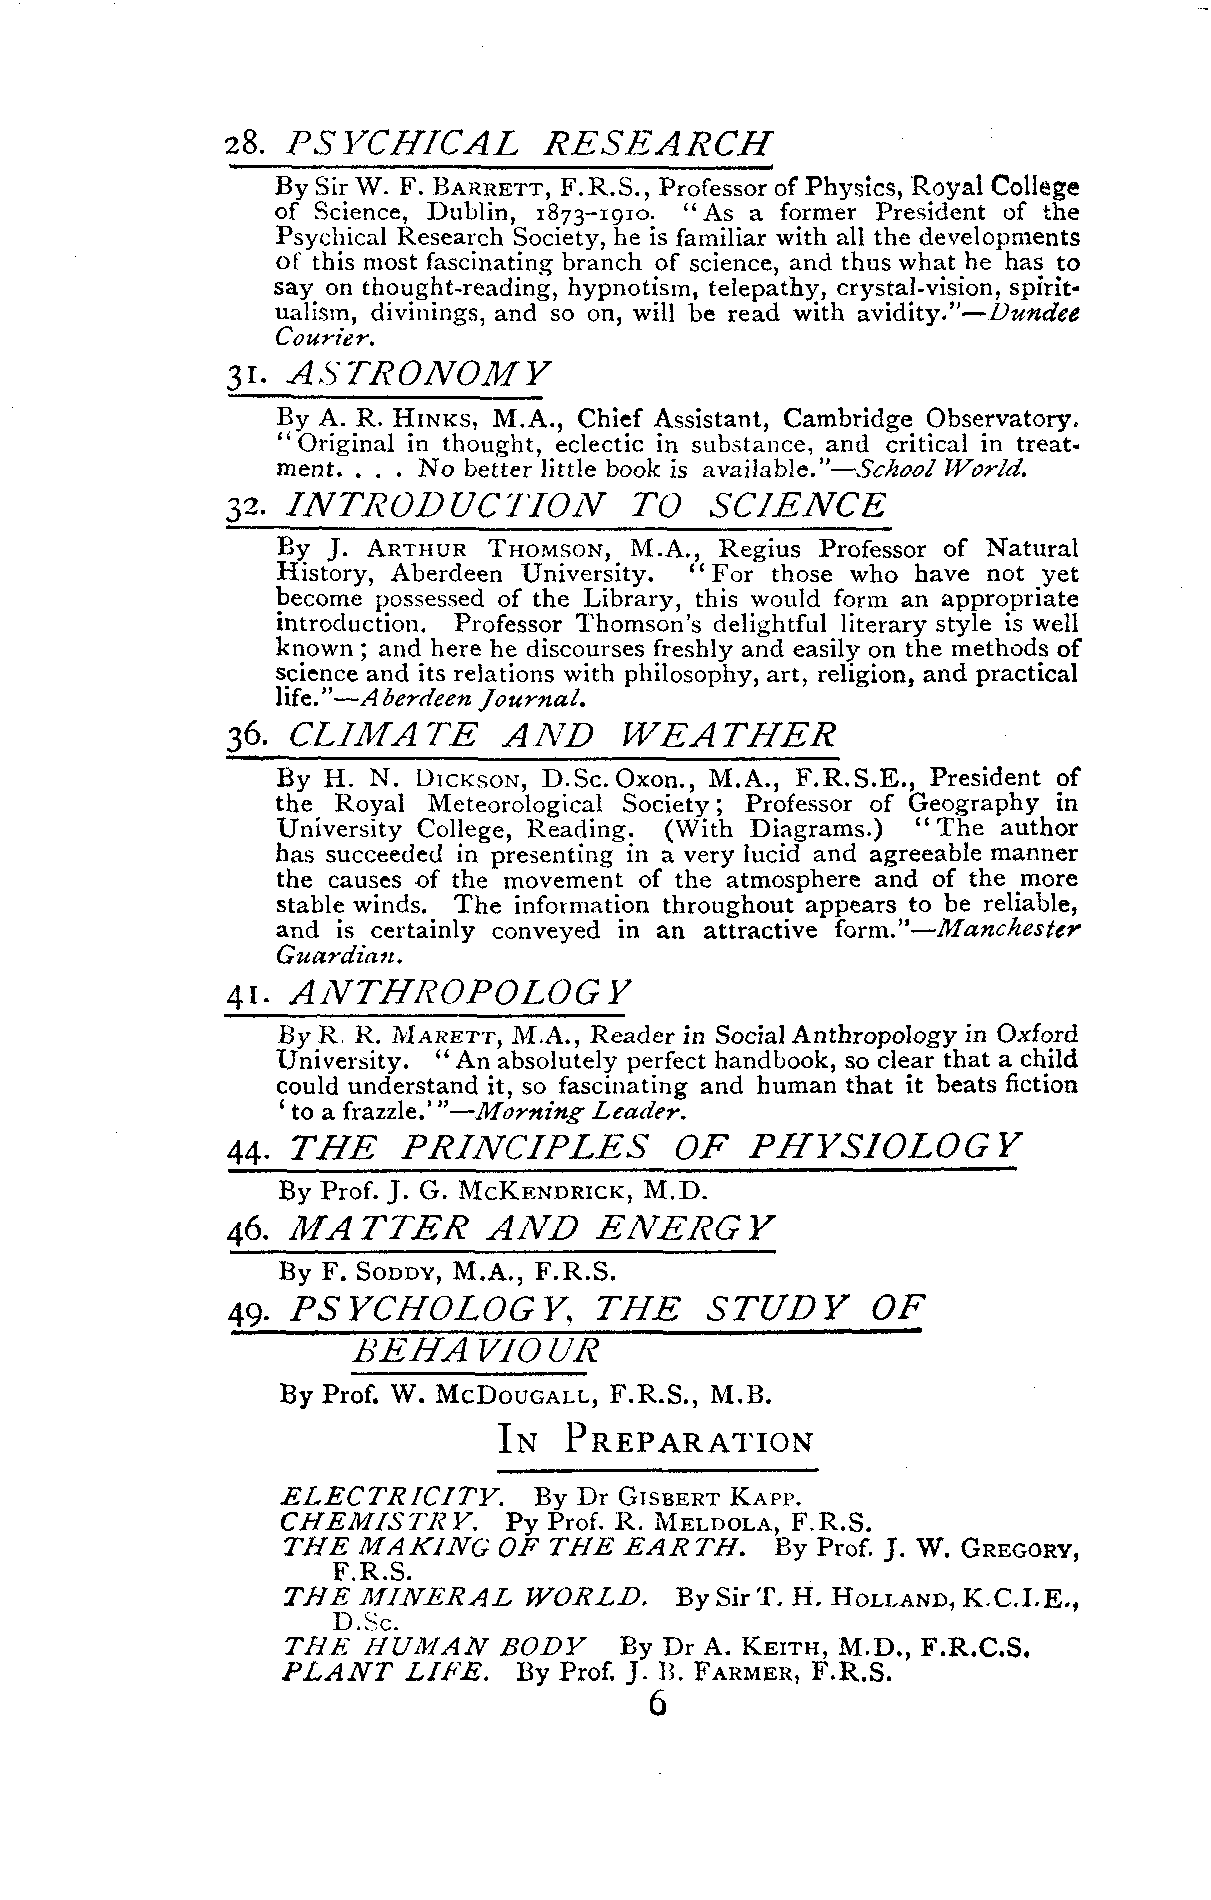 28. PSYCHICAL RESEARCH
By Sir W. F. BARRETT, F.R.S., Professor of Physics, Royal College
of Science, Dublin, 1873–1910. “As a former President of the
Psychical Research Society, he is familiar with all the developments
of this most fascinating branch of science, and thus what he has to
say on thought-reading, hypnotism, telepathy, crystal-vision, spirit-
ualism, divinings, and so on, will be read with avidity.”—Dundee
Courier.
31. ASTRONOMY
By A. R. HINKS, M.A., Chief Assistant, Cambridge Observatory.
“Original in thought, eclectic in substance, and critical in treat-
ment. . . . No better little book is available.”—School World.
32. INTRODUCTION TO SCIENCE
By J. ARTHUR THOMSON, M.A., Regius Professor of Natural
History, Aberdeen University. “For those who have not yet
become possessed of the Library, this would form an appropriate
introduction. Professor Thomson's delightful literary style is well
known; and here he discourses freshly and easily on the methods of
science and its relations with philosophy, art, religion, and practical
life.”—Aberdeen Journal.
36. CLIMATE AND WEATHER
By H. N. DICKSON, D.Sc. Oxon., M.A., F.R.S.E., President of
the Royal Meteorological Society; Professor of Geography in
University College, Reading. (With Diagrams.) “The author
has succeeded in presenting in a very lucid and agreeable manner
the causes of the movement of the atmosphere and of the more
stable winds. The information throughout appears to be reliable,
and is certainly conveyed in an attractive form.”—Manchester
Guardian.
41. ANTHROPOLOGY
By R. R. MARETT, M.A., Reader in Social Anthropology in Oxford
University. “An absolutely perfect handbook, so clear that a child
could understand it, so fascinating and human that it beats fiction
‘to a frazzle.’”—Morning Leader.
44. THE PRINCIPLES OF PHYSIOLOGY
By Prof. J. G. MCKENDRICK, M.D.
46. MATTER AND ENERGY
By F. SODDY, M.A., F.R.S.
49. PSYCHOLOGY, THE STUDY OF
BEHAVIOUR
By Prof. W. MCDOUGALL, F.R.S., M.B.
IN PREPARATION
ELECTRICITY. By Dr GISBERT KAPP.
CHEMISTRY. Py Prof. R. MELDOLA, F.R.S.
THE MAKING OF THE EARTH. By Prof. J. W. GREGORY,
F.R.S.
THE MINERAL WORLD. By Sir T. H. HOLLAND, K.C.I.E.,
D.Sc.
THE HUMAN BODY By Dr A. KEITH, M.D., F.R.C.S.
PLANT LIFE. By Prof. J. B. FARMER, F.R.S.
6